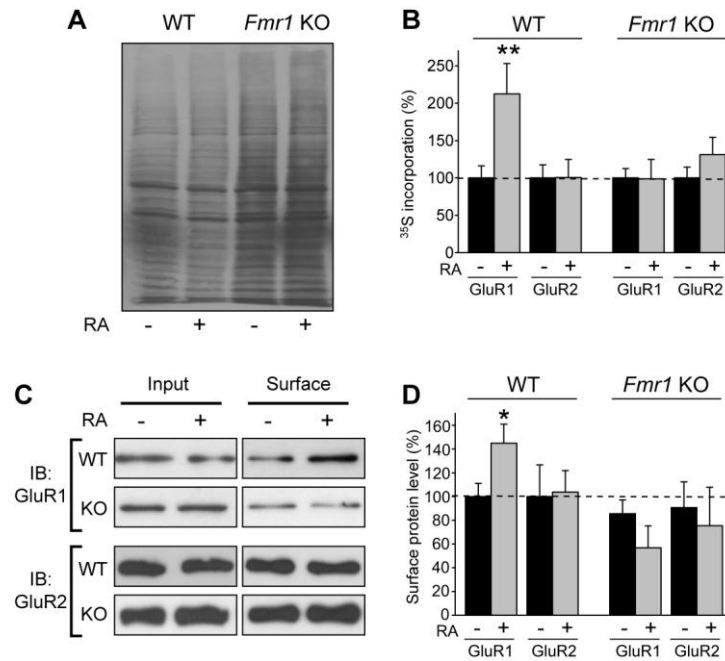 A
WT Fmr1 KO
RA - + - +
B
WT Fmr1 KO
³⁵S incorporation (%)
250
200
150
100
50
0
**
RA - + - + - + - +
GluR1 GluR2 GluR1 GluR2
C
Input Surface
RA - + - +
IB: GluR1
WT
KO
IB: GluR2
WT
KO
D
WT Fmr1 KO
Surface protein level (%)
160
140
120
100
80
60
40
20
0
*
RA - + - + - + - +
GluR1 GluR2 GluR1 GluR2